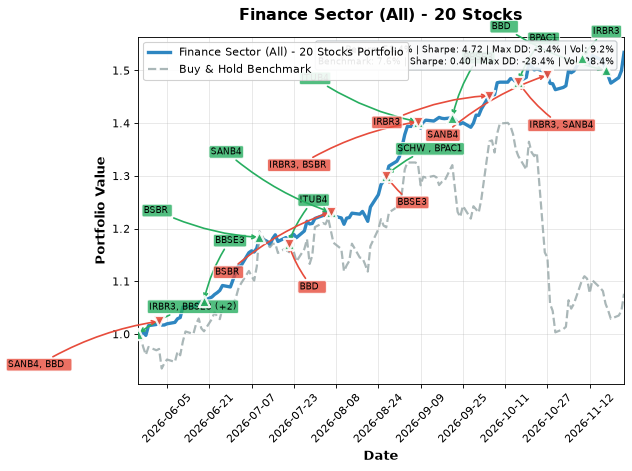 Finance Sector (All) - 20 Stocks
BBD
BPAC1
IRBR3
Finance Sector (All) - 20 Stocks Portfolio
Buy & Hold Benchmark
% | Sharpe: 4.72 | Max DD: -3.4% | Vol: 9.2%
Benchmark: 7.6% Sharpe: 0.40 | Max DD: -28.4% | Vol 8.4%
IRBR3
SANB4
IRBR3, SANB4
SANB4
SCHW , BPAC1
IRBR3, BSBR
BBSE3
ITUB4
BSBR
BBSE3
BSBR
BBD
IRBR3, BBSE3 (+2)
SANB4, BBD
Portfolio Value
1.5
1.4
1.3
1.2
1.1
1.0
2026-06-05
2026-06-21
2026-07-07
2026-07-23
2026-08-08
2026-08-24
2026-09-09
2026-09-25
2026-10-11
2026-10-27
2026-11-12
Date